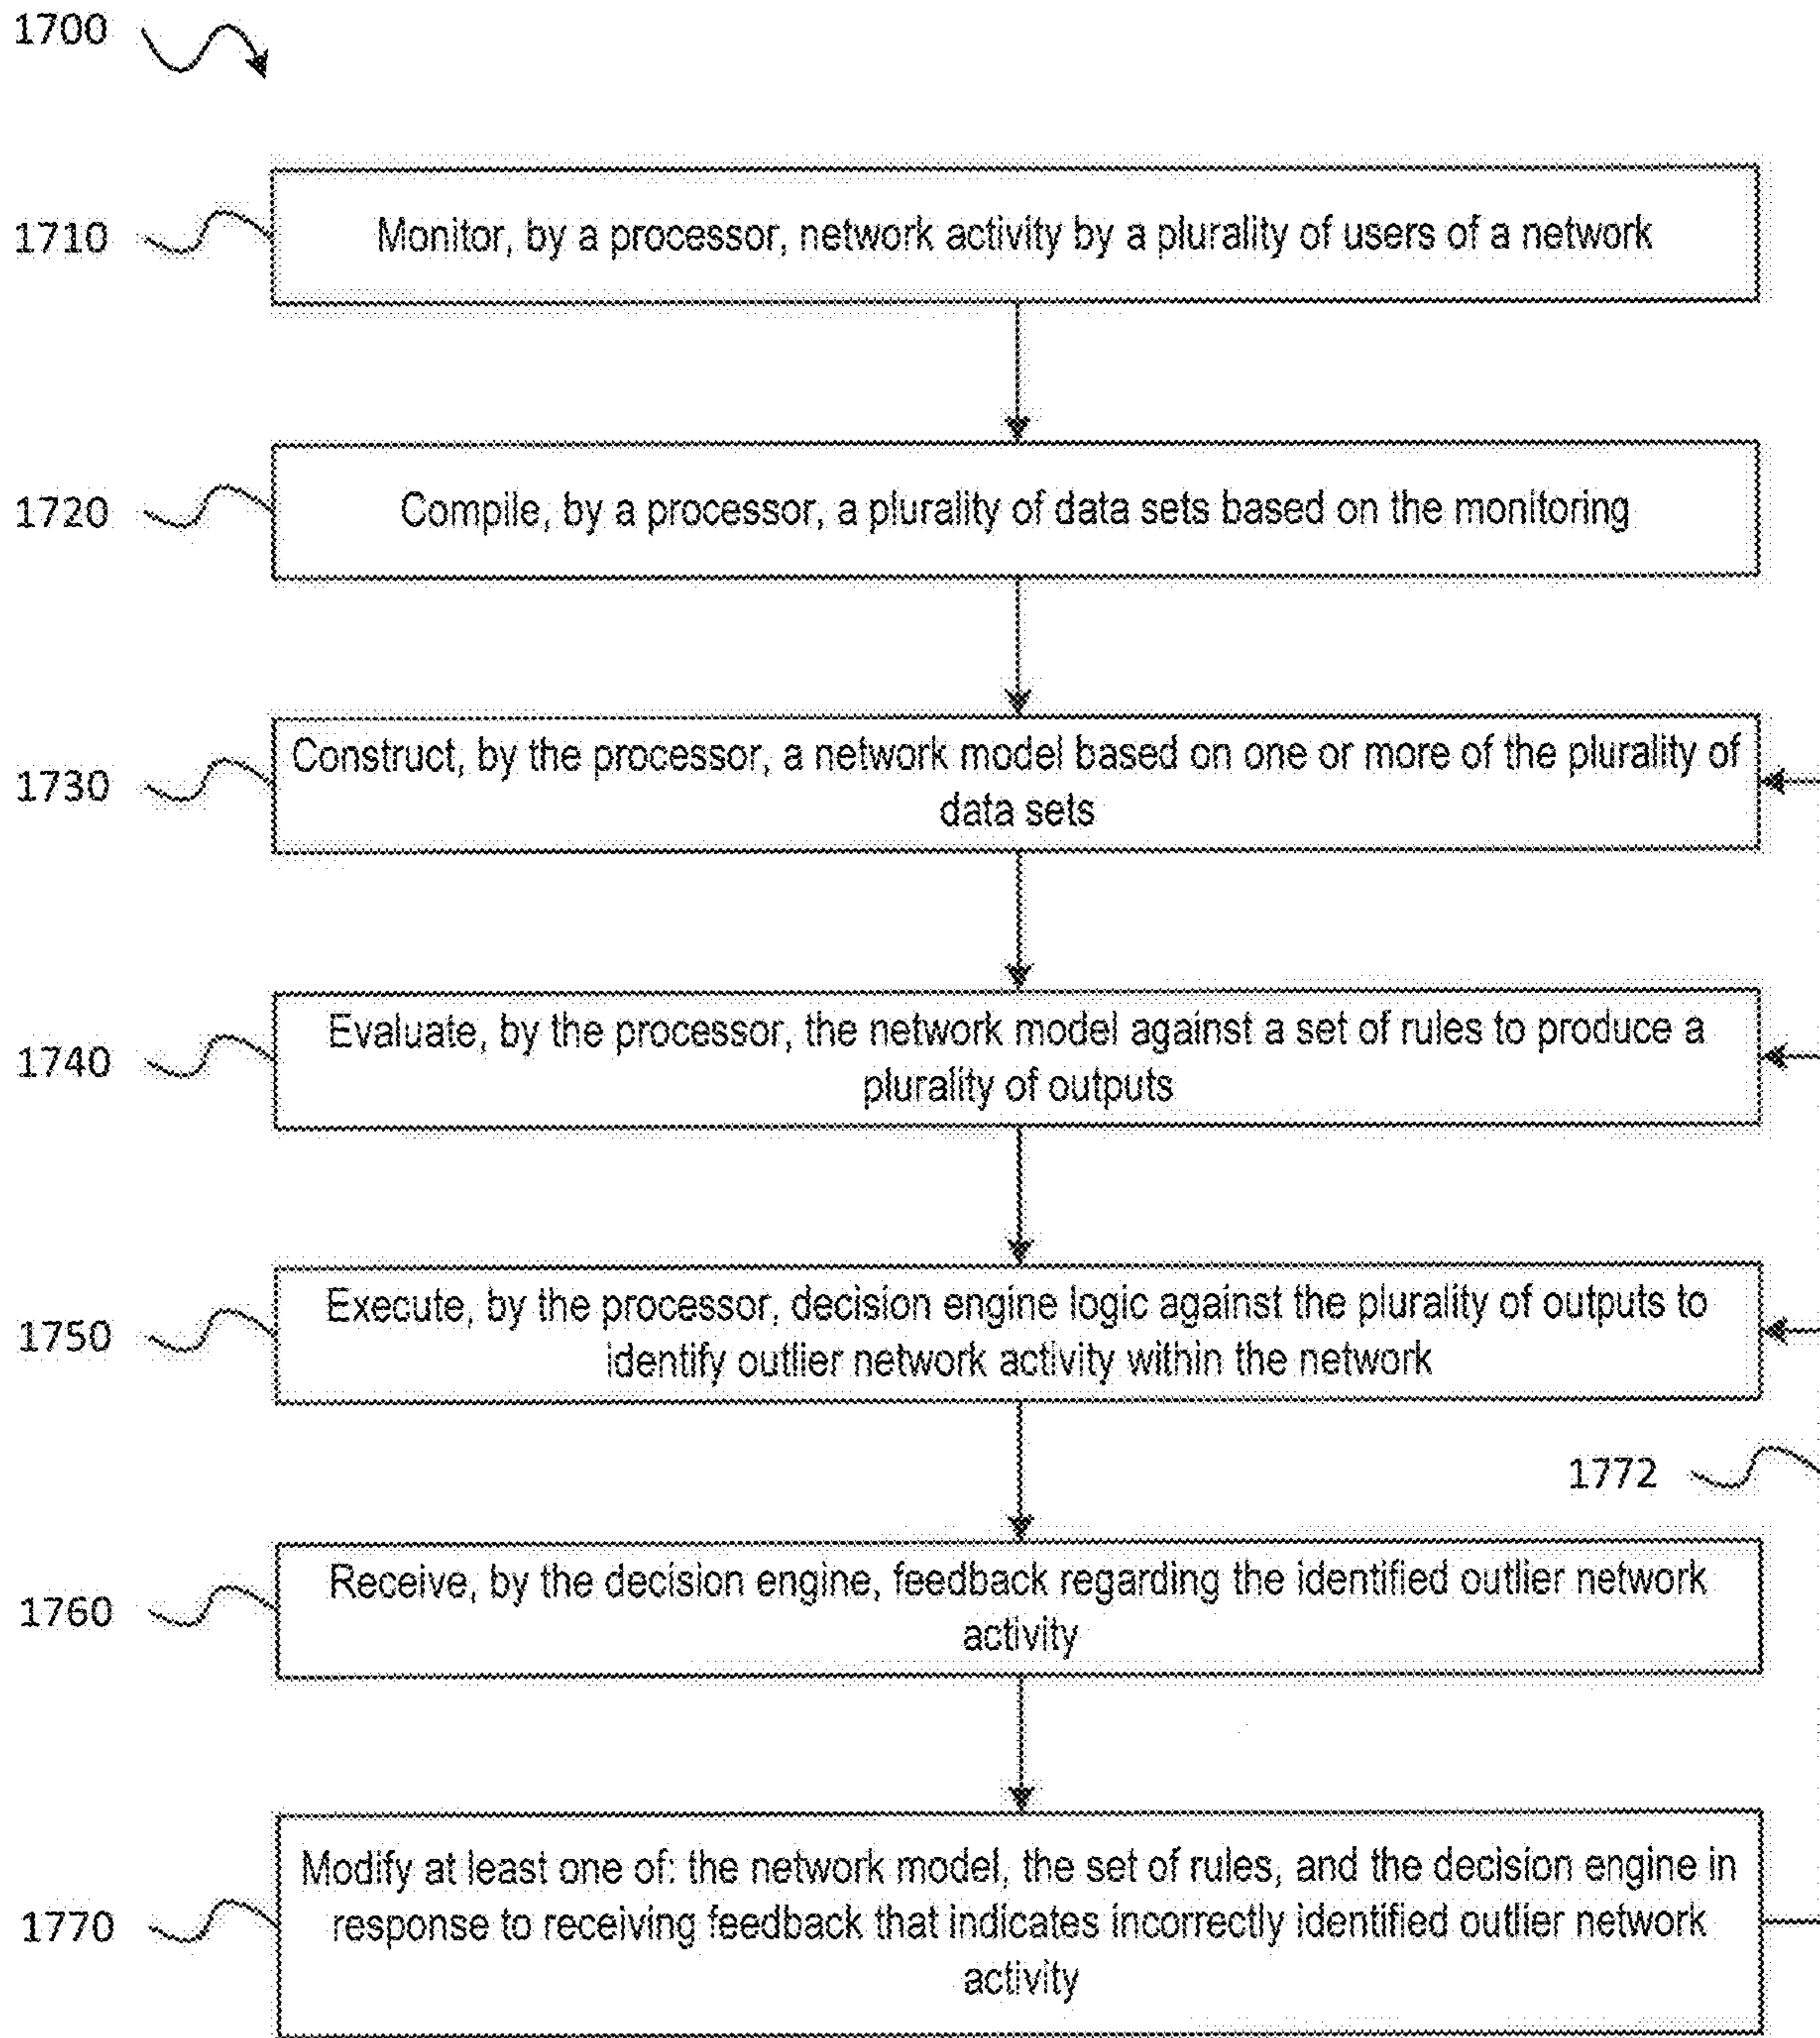 1700
1710
Monitor, by a processor, network activity by a plurality of users of a network
1720
Compile, by a processor, a plurality of data sets based on the monitoring
1730
Construct, by the processor, a network model based on one or more of the plurality of
data sets
1740
Evaluate, by the processor, the network model against a set of rules to produce a
plurality of outputs
1750
Execute, by the processor, decision engine logic against the plurality of outputs to
identify outlier network activity within the network
1772
1760
Receive, by the decision engine, feedback regarding the identified outlier network
activity
1770
Modify at least one of: the network model, the set of rules, and the decision engine in
response to receiving feedback that indicates incorrectly identified outlier network
activity